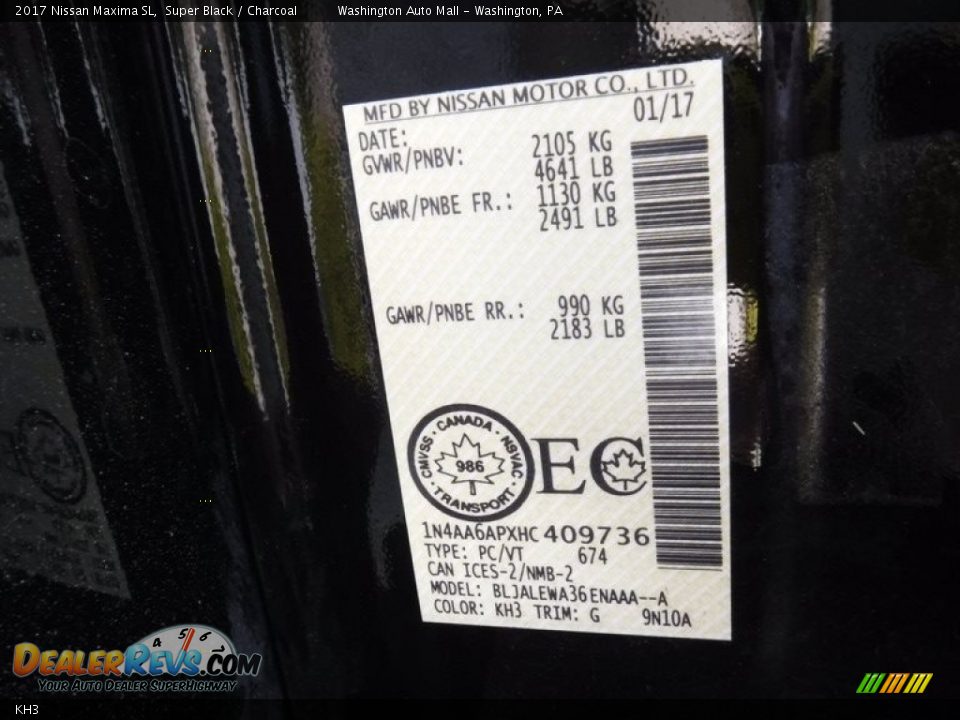 2017 Nissan Maxima SL, Super Black / Charcoal Washington Auto Mall - Washington, PA
MFD BY NISSAN MOTOR CO., LTD.
DATE: 01/17
GVWR/PNBV: 2105 KG
4641 LB
GAWR/PNBE FR.: 1130 KG
2491 LB
GAWR/PNBE RR.: 990 KG
2183 LB
CMVSS · CANADA · NSVAC · TRANSPORT ·
986
EC
1N4AA6APXHC409736
TYPE: PC/VT 674
CAN ICES-2/NMB-2
MODEL: BLJALEWA36ENAAA--A
COLOR: KH3 TRIM: G 9N10A
4 5 6
DEALERREVS.COM
YOUR AUTO DEALER SUPERHIGHWAY
KH3